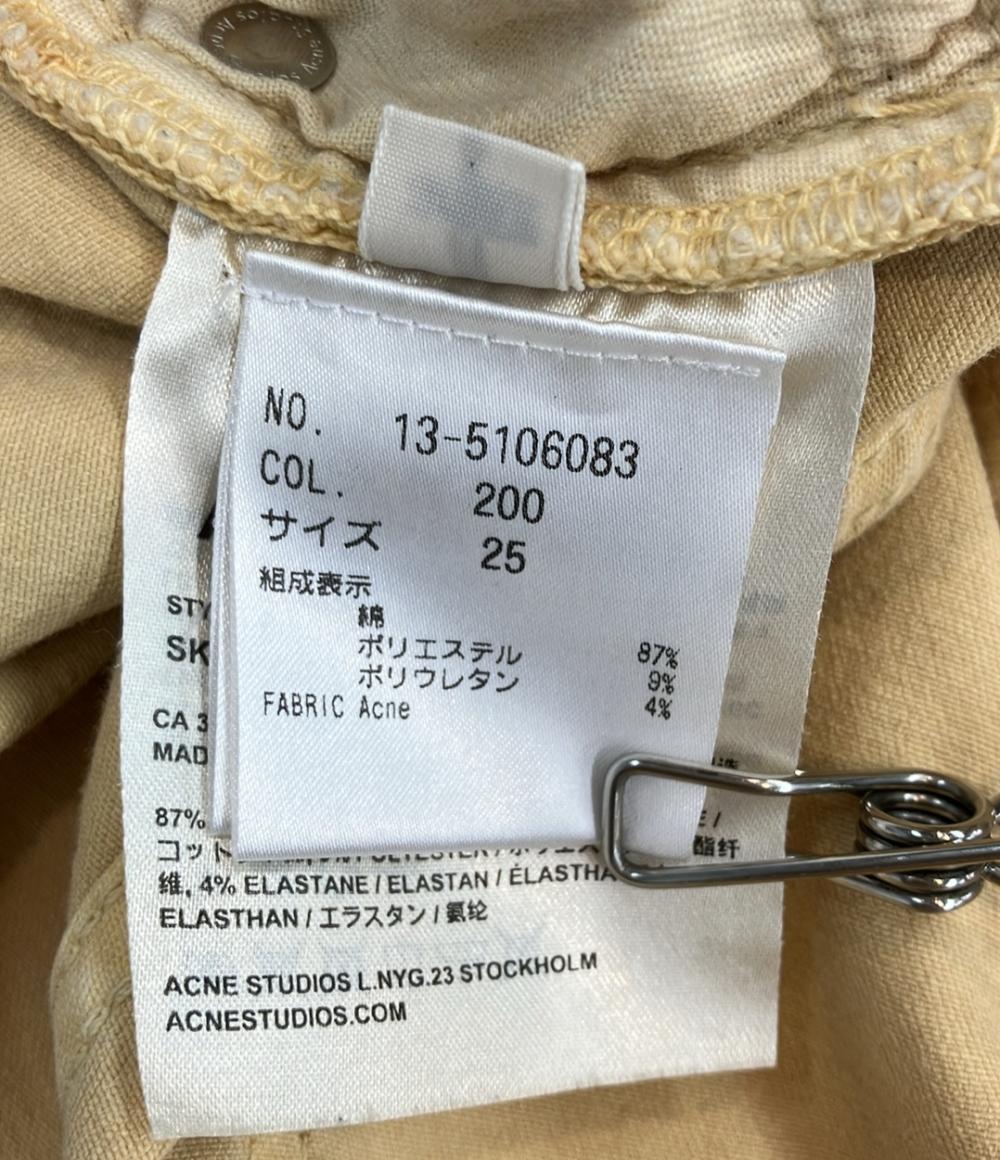 NO. 13-5106083
COL. 200
サイズ 25
組成表示
綿
ポリエステル 87%
ポリウレタン 9%
FABRIC Acne 4%
STY
SK
CA 3
MAD
87%
コット
維, 4% ELASTANE / ELASTAN / ÉLASTHA
ELASTHAN / エラスタン / 氨纶
ACNE STUDIOS L.NYG.23 STOCKHOLM
ACNESTUDIOS.COM